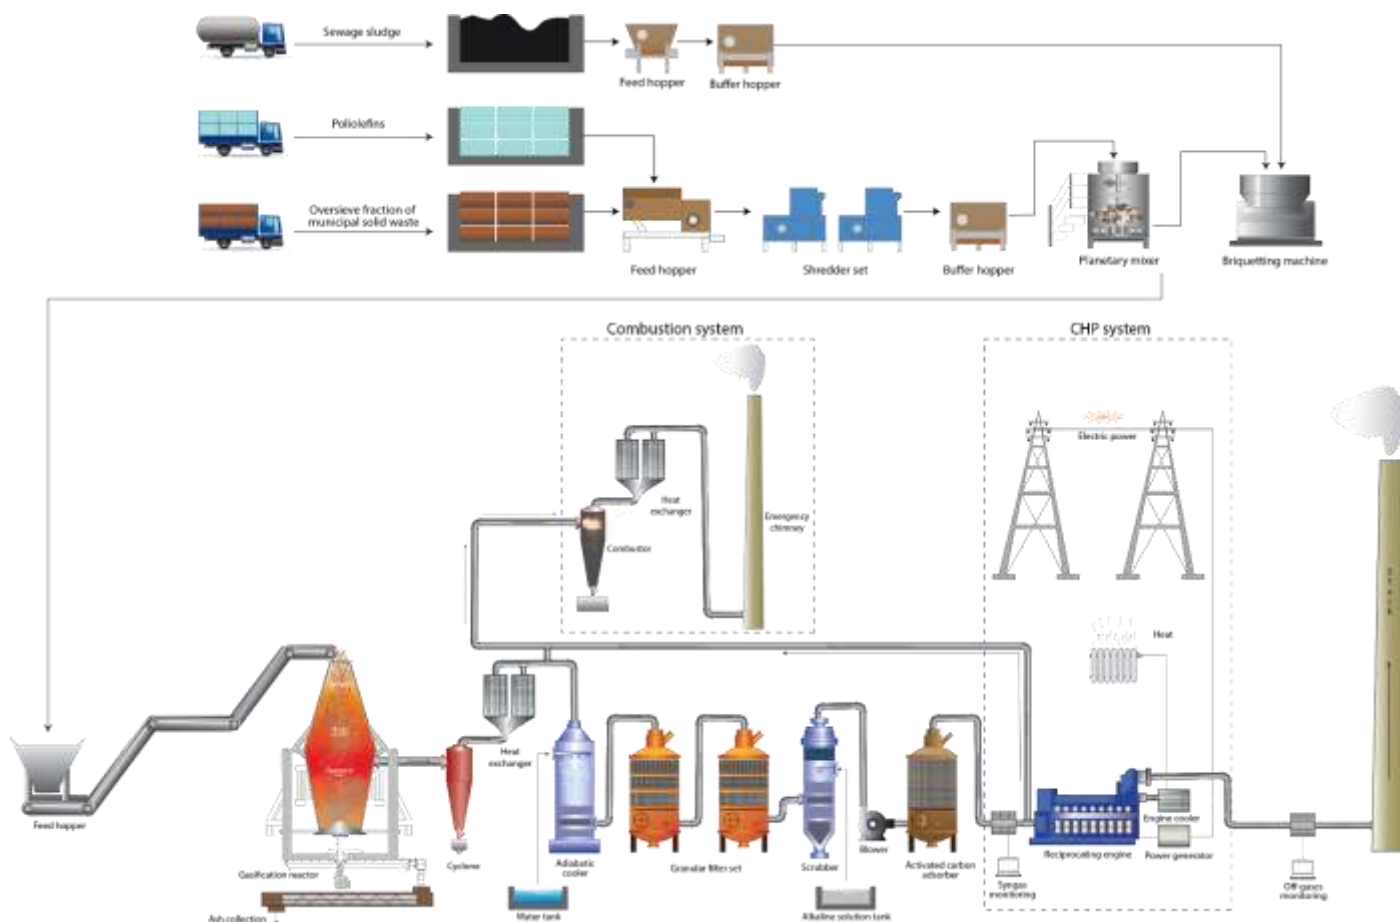 Sewage sludge
Feed hopper
Buffer hopper
Poliolefins
Oversieve fraction of
municipal solid waste
Feed hopper
Shredder set
Buffer hopper
Planetary mixer
Briquetting machine
Combustion system
CHP system
Electric power
Heat
exchanger
Emergency
chimney
Combustor
Heat
Heat
exchanger
Feed hopper
Gasification reactor
Ash collection
Cyclone
Adiabatic
cooler
Granular filter set
Scrubber
Blower
Activated carbon
adsorber
Water tank
Alkaline solution tank
Syngas
monitoring
Reciprocating engine
Engine cooler
Power generator
Off-gases
monitoring